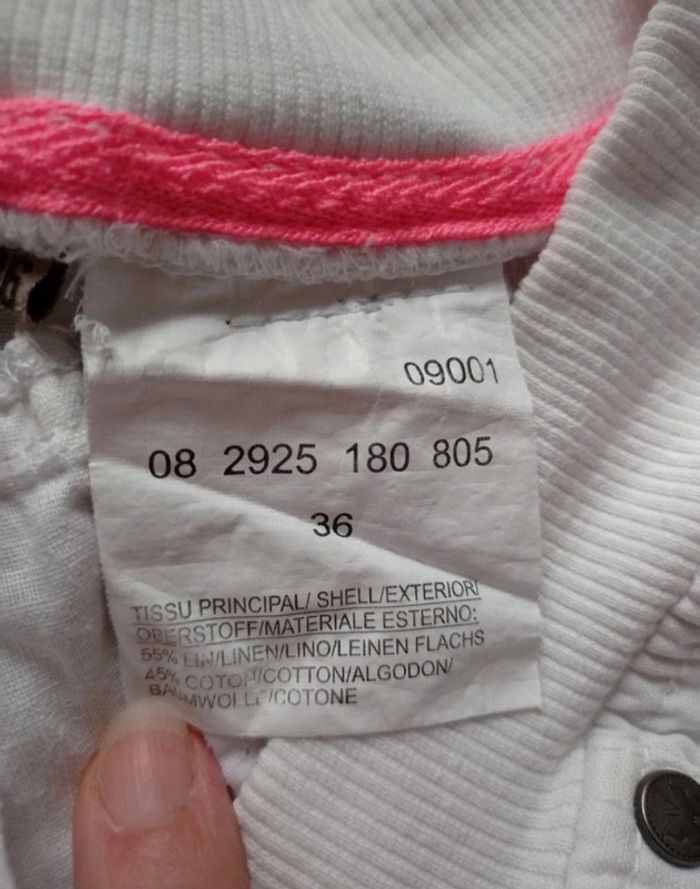 09001
08 2925 180 805
36
TISSU PRINCIPAL/ SHELL/EXTERIOR/
OBERSTOFF/MATERIALE ESTERNO:
55% LIN/LINEN/LINO/LEINEN FLACHS
45% COTON/COTTON/ALGODON/
BAUMWOLLE/COTONE